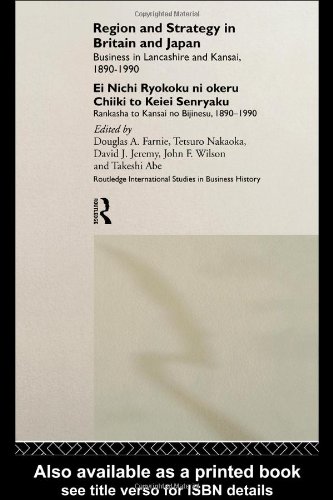 Region and Strategy in
Britain and Japan
Business in Lancashire and Kansai,
1890-1990
Ei Nichi Ryokoku ni okeru
Chiiki to Keiei Senryaku
Rankasha to Kansai no Bijinesu, 1890–1990
Edited by
Douglas A. Farnie, Tetsuro Nakaoka,
David J. Jeremy, John F. Wilson
and Takeshi Abe
Routledge International Studies in Business History
ROUTLEDGE
Also available as a printed book
see title verso for ISBN details